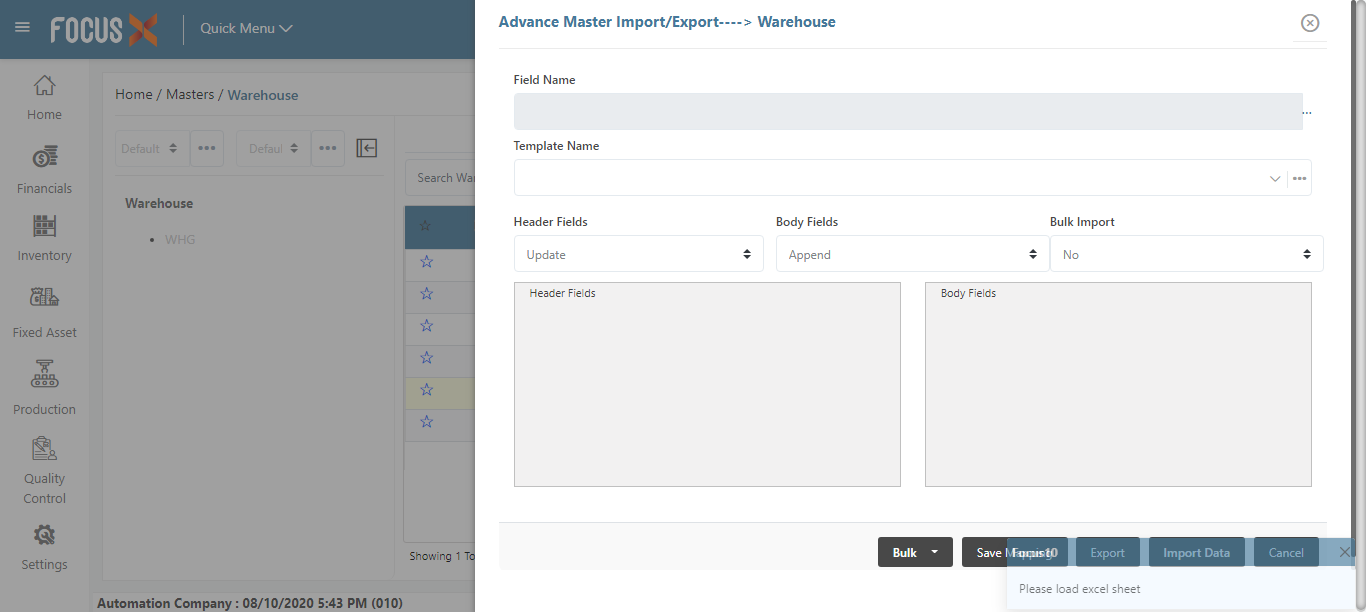 FOCUS X
Quick Menu
Home
Financials
Inventory
Fixed Asset
Production
Quality
Control
Settings
Home / Masters / Warehouse
Default
Defaul
Warehouse
WHG
Search Wa
Showing 1 To
Automation Company : 08/10/2020 5:43 PM (010)
Advance Master Import/Export----> Warehouse
Field Name
...
Template Name
Header Fields
Body Fields
Bulk Import
Update
Append
No
Header Fields
Body Fields
Bulk
Save Mapping
Export
Import Data
Cancel
Focus10
Please load excel sheet